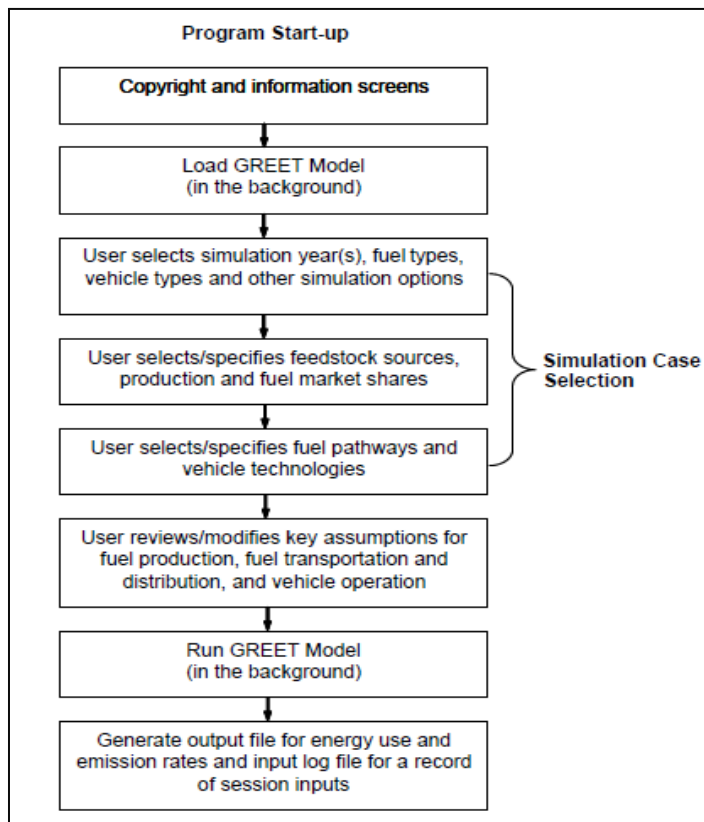 Program Start-up
Copyright and information screens
Load GREET Model
(in the background)
User selects simulation year(s), fuel types,
vehicle types and other simulation options
User selects/specifies feedstock sources,
production and fuel market shares
Simulation Case
Selection
User selects/specifies fuel pathways and
vehicle technologies
User reviews/modifies key assumptions for
fuel production, fuel transportation and
distribution, and vehicle operation
Run GREET Model
(in the background)
Generate output file for energy use and
emission rates and input log file for a record
of session inputs